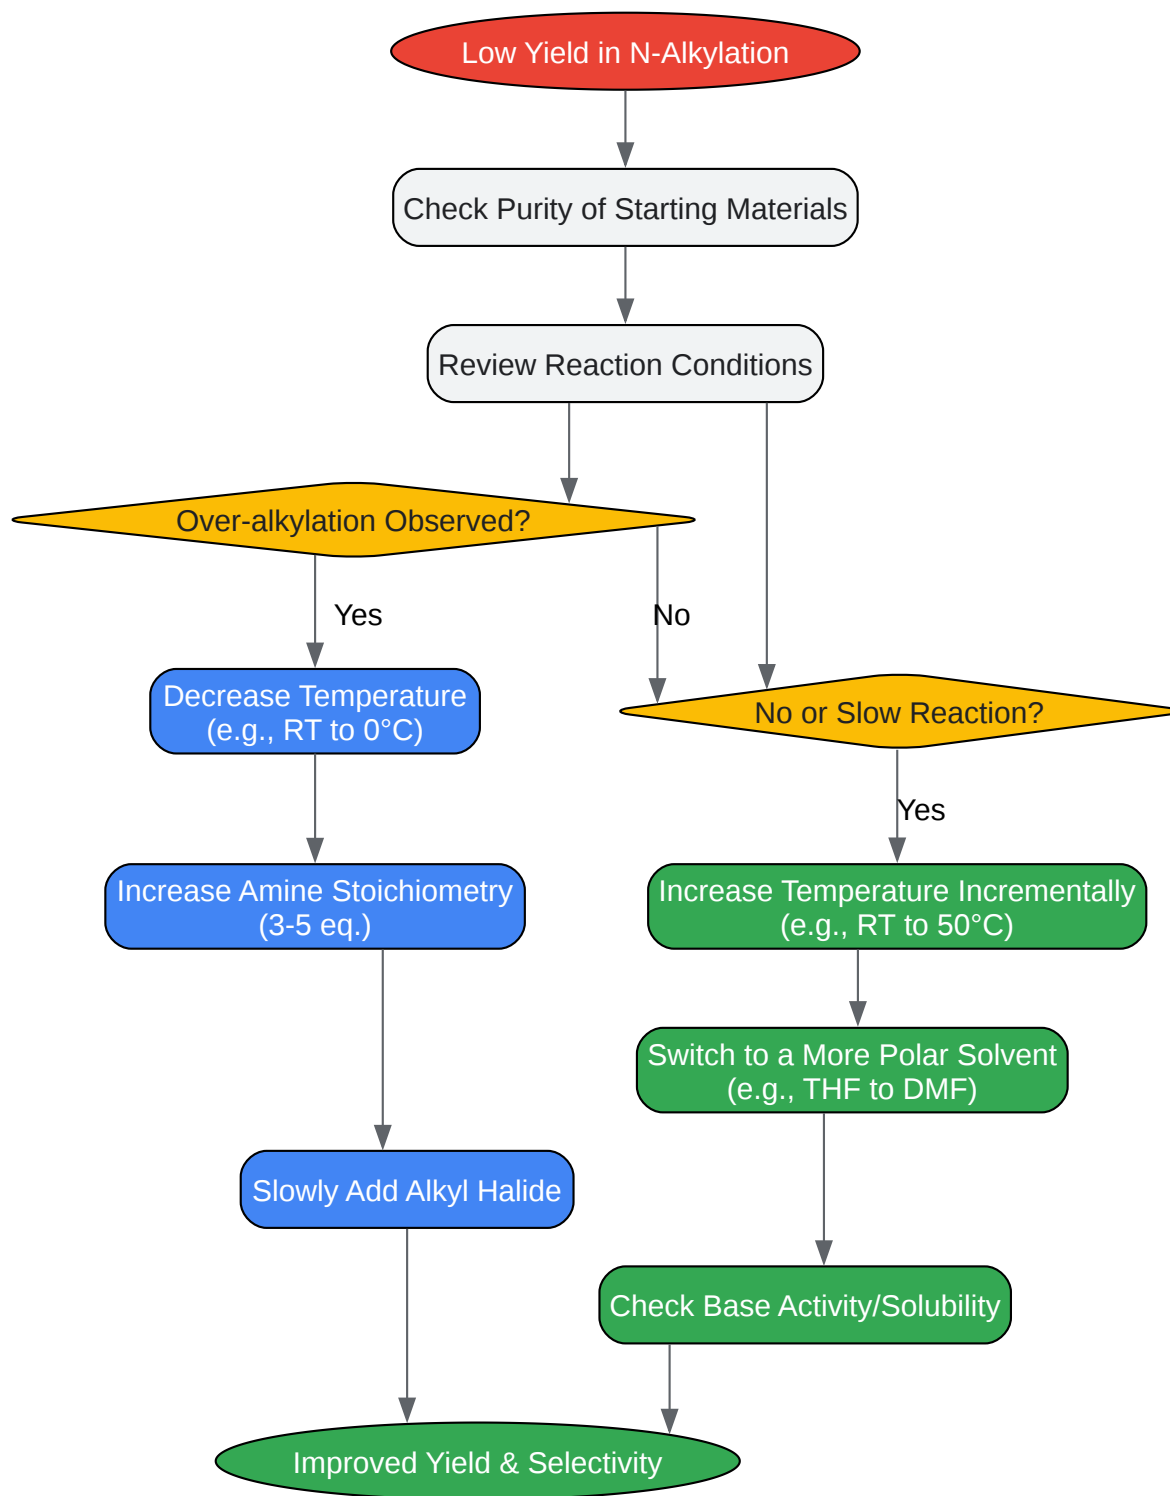 Low Yield in N-Alkylation
Check Purity of Starting Materials
Review Reaction Conditions
Over-alkylation Observed?
Yes
No
Decrease Temperature
(e.g., RT to 0°C)
No or Slow Reaction?
Yes
Increase Amine Stoichiometry
(3-5 eq.)
Increase Temperature Incrementally
(e.g., RT to 50°C)
Switch to a More Polar Solvent
(e.g., THF to DMF)
Slowly Add Alkyl Halide
Check Base Activity/Solubility
Improved Yield & Selectivity